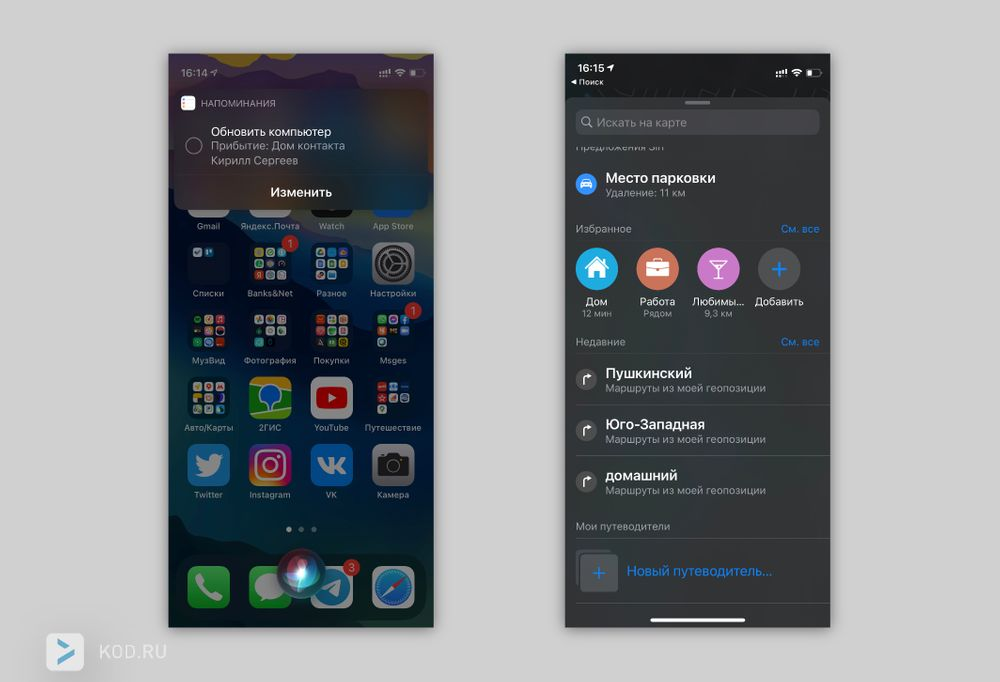 16:14
НАПОМИНАНИЯ
Обновить компьютер
Прибытие: Дом контакта
Кирилл Сергеев
Изменить
Gmail Яндекс.Почта Watch App Store
1
Списки Banks&Net Разное Настройки
1
МузВид Фотография Покупки Msges
Авто/Карты 2ГИС YouTube Путешествие
Twitter Instagram VK Камера
3
16:15
Поиск
Искать на карте
Предложения Siri
Место парковки
Удаление: 11 км
Избранное См. все
Дом Работа Любимы... Добавить
12 мин Рядом 9,3 км
Недавние См. все
Пушкинский
Маршруты из моей геопозиции
Юго-Западная
Маршруты из моей геопозиции
домашний
Маршруты из моей геопозиции
Мои путеводители
Новый путеводитель...
KOD.RU